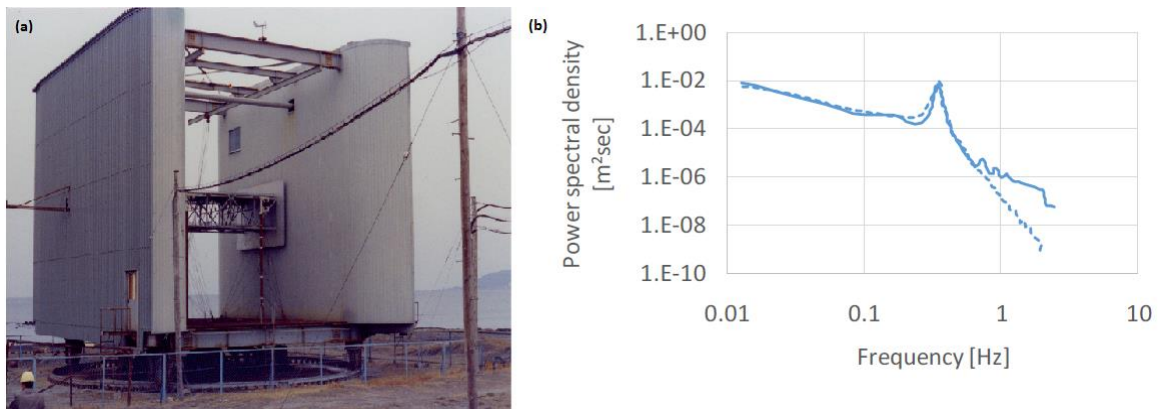 (a)
(b)
1.E+00
1.E-02
1.E-04
1.E-06
1.E-08
1.E-10
Power spectral density
[m²sec]
0.01
0.1
1
10
Frequency [Hz]